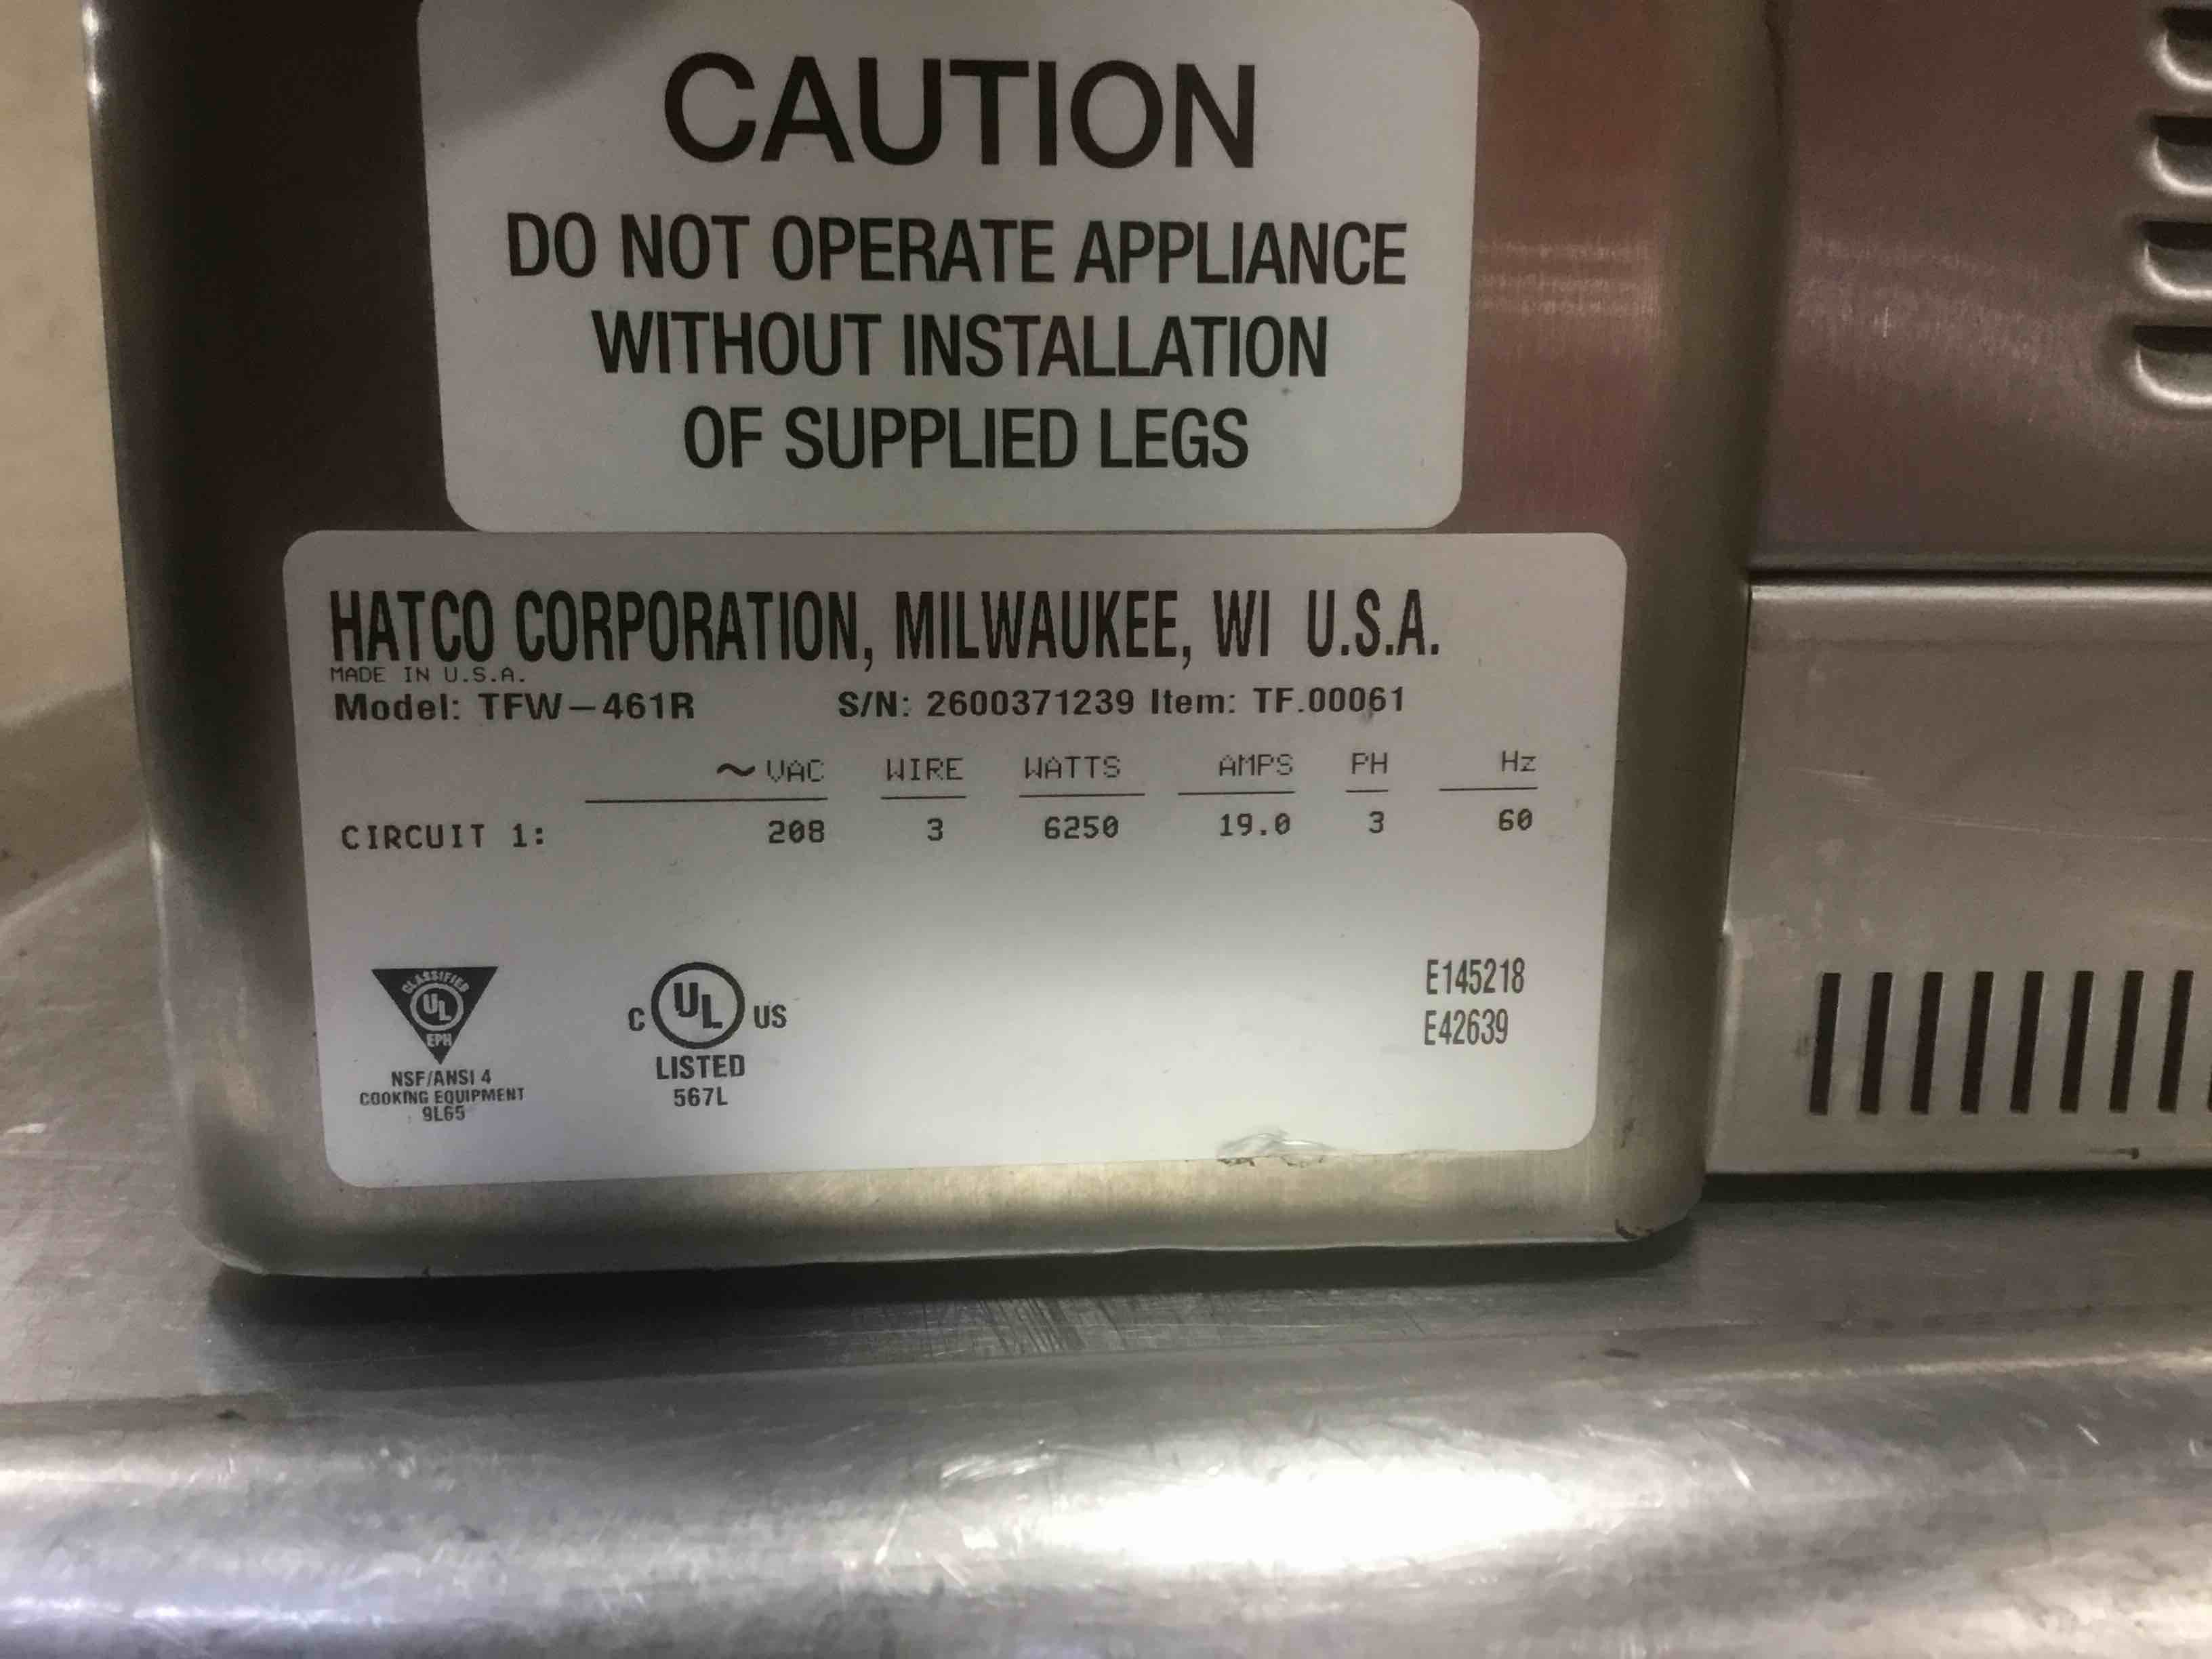 CAUTION
DO NOT OPERATE APPLIANCE
WITHOUT INSTALLATION
OF SUPPLIED LEGS
HATCO CORPORATION, MILWAUKEE, WI U.S.A.
MADE IN U.S.A.
Model: TFW-461R S/N: 2600371239 Item: TF.00061
~ VAC WIRE WATTS AMPS PH Hz
CIRCUIT 1: 208 3 6250 19.0 3 60
CLASSIFIED
UL
EPH
NSF/ANSI 4
COOKING EQUIPMENT
9L65
C UL US
LISTED
567L
E145218
E42639